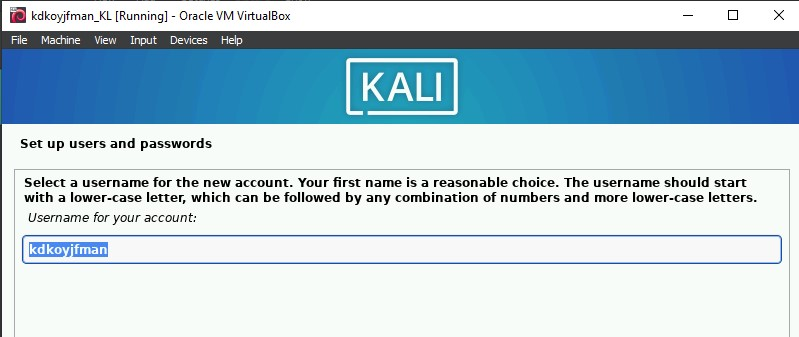 kdkoyjfman_KL [Running] - Oracle VM VirtualBox
File Machine View Input Devices Help
KALI
Set up users and passwords
Select a username for the new account. Your first name is a reasonable choice. The username should start
with a lower-case letter, which can be followed by any combination of numbers and more lower-case letters.
Username for your account:
kdkoyjfman